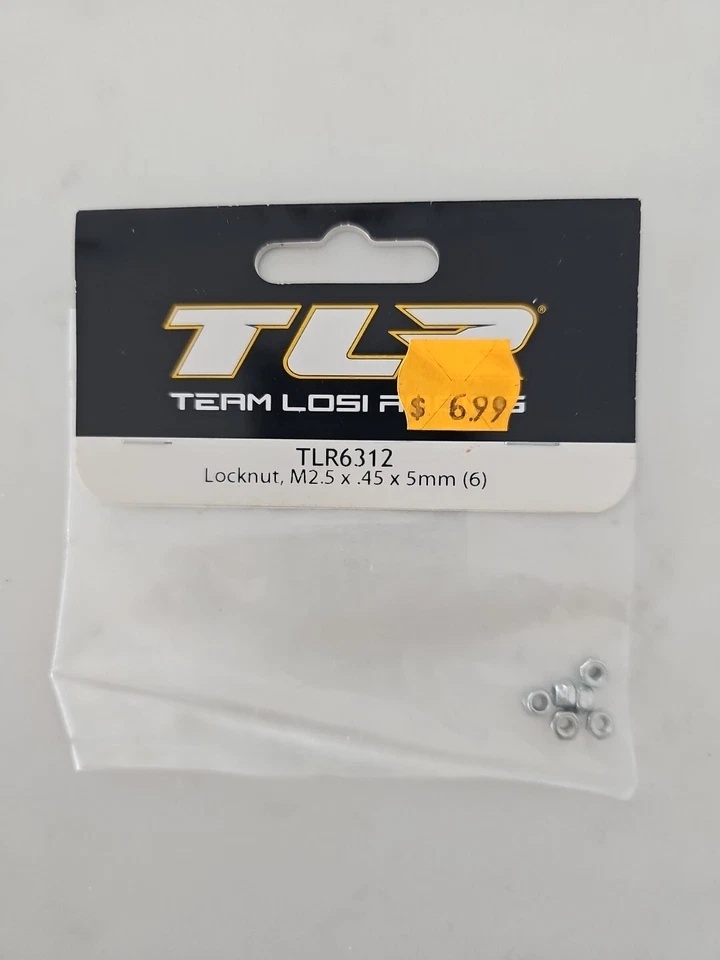 TLR®
TEAM LOSI
$ 6.99
TLR6312
Locknut, M2.5 x .45 x 5mm (6)